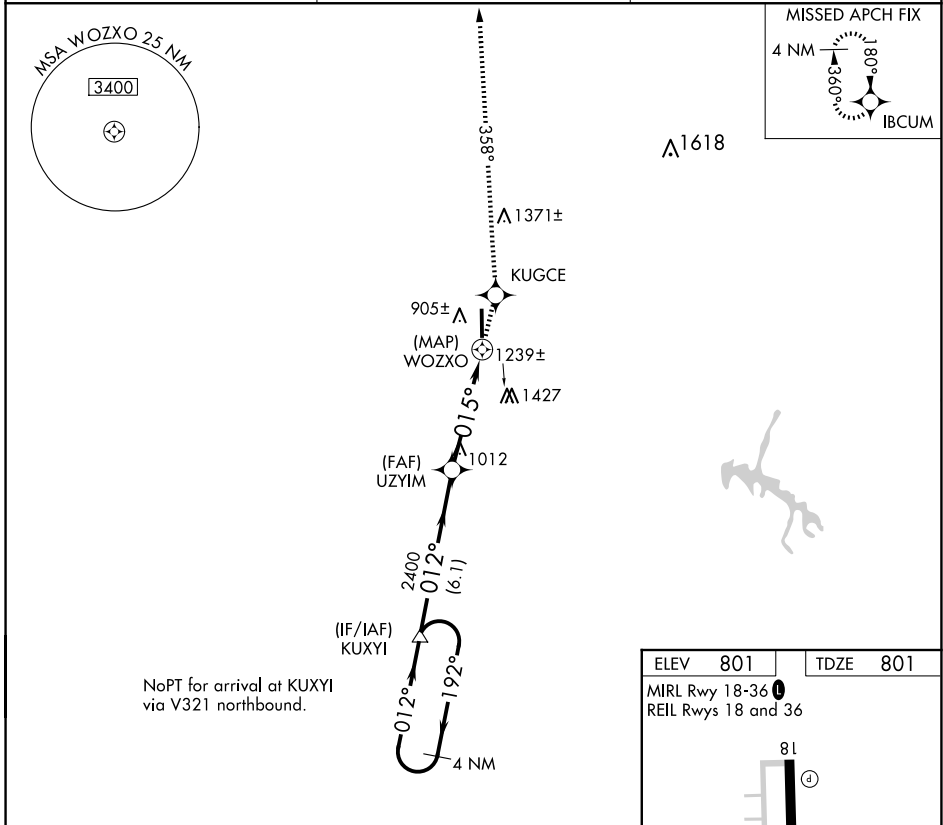 MSA WOZXO 25 NM
3400
MISSED APCH FIX
4 NM
180°
360°
IBCUM
358°
1618
1371±
KUGCE
905±
(MAP)
WOZXO
1239±
1427
015°
1012
(FAF)
UZYIM
2400
012°
(6.1)
(IF/IAF)
KUXYI
NoPT for arrival at KUXYI
via V321 northbound.
012°
192°
4 NM
ELEV 801 TDZE 801
MIRL Rwy 18-36 L
REIL Rwys 18 and 36
18
P